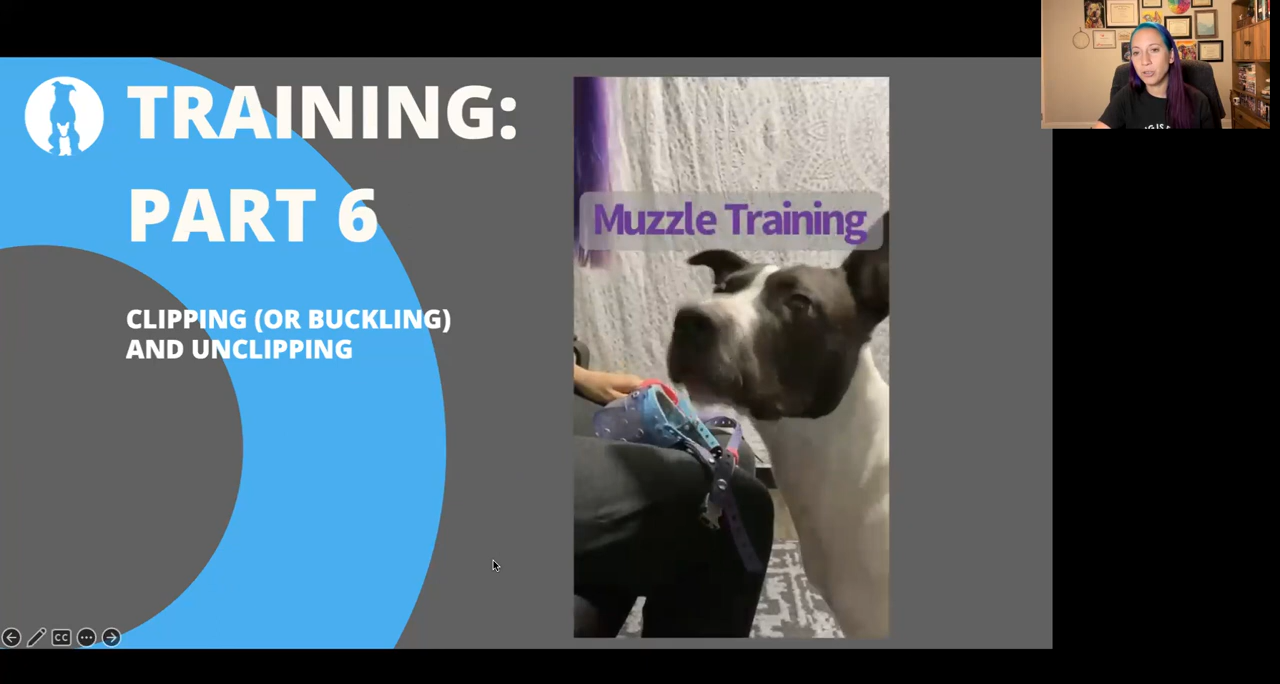 TRAINING:
PART 6
CLIPPING (OR BUCKLING)
AND UNCLIPPING
Muzzle Training
CC